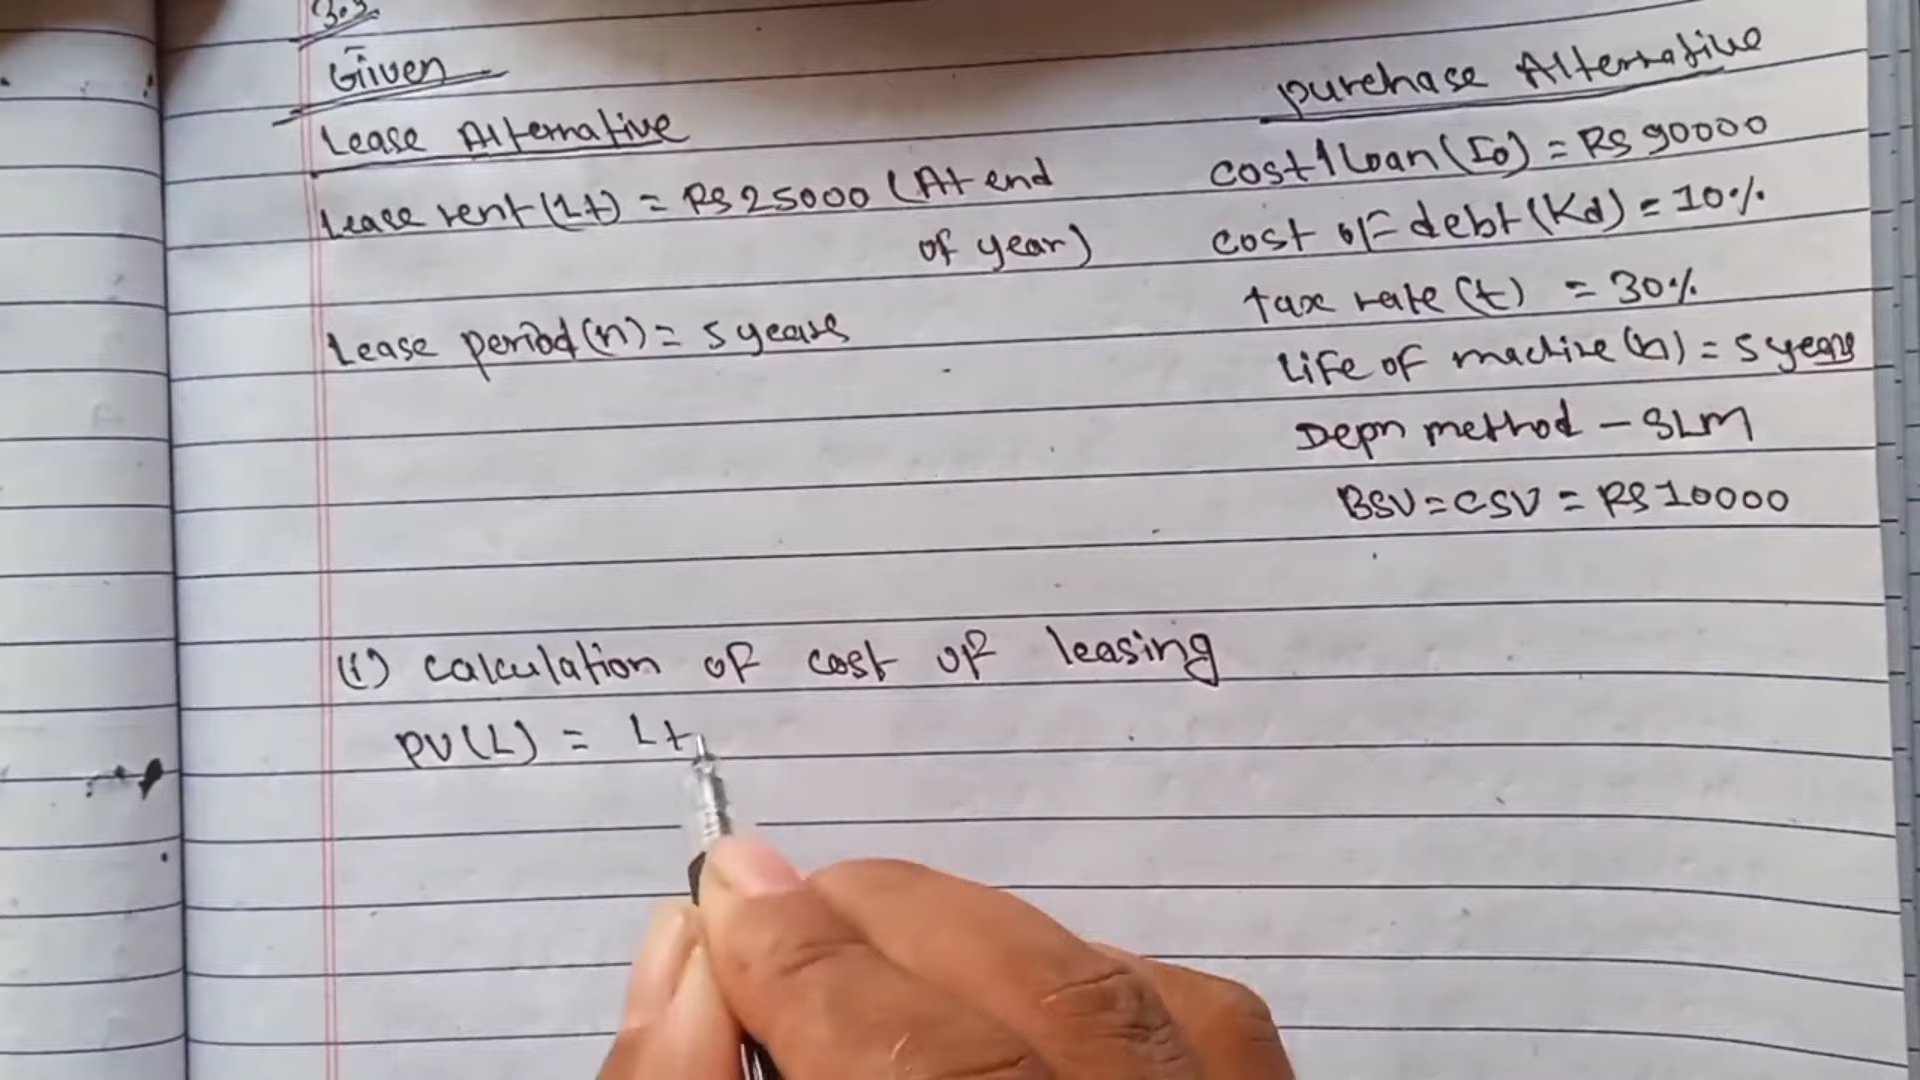 3.3
Given
Lease Alternative
Lease rent (Lt) = RS 25000 (At end
of year)
Lease period (n) = 5 years
purchase Alternative
cost/Loan (I0) = RS 90000
cost of debt (Kd) = 10%
tax rate (t) = 30%
Life of machine (n) = 5 years
Depn method - SLM
BSV = CSV = RS 10000
(i) calculation of cost of leasing
PV(L) = Lt